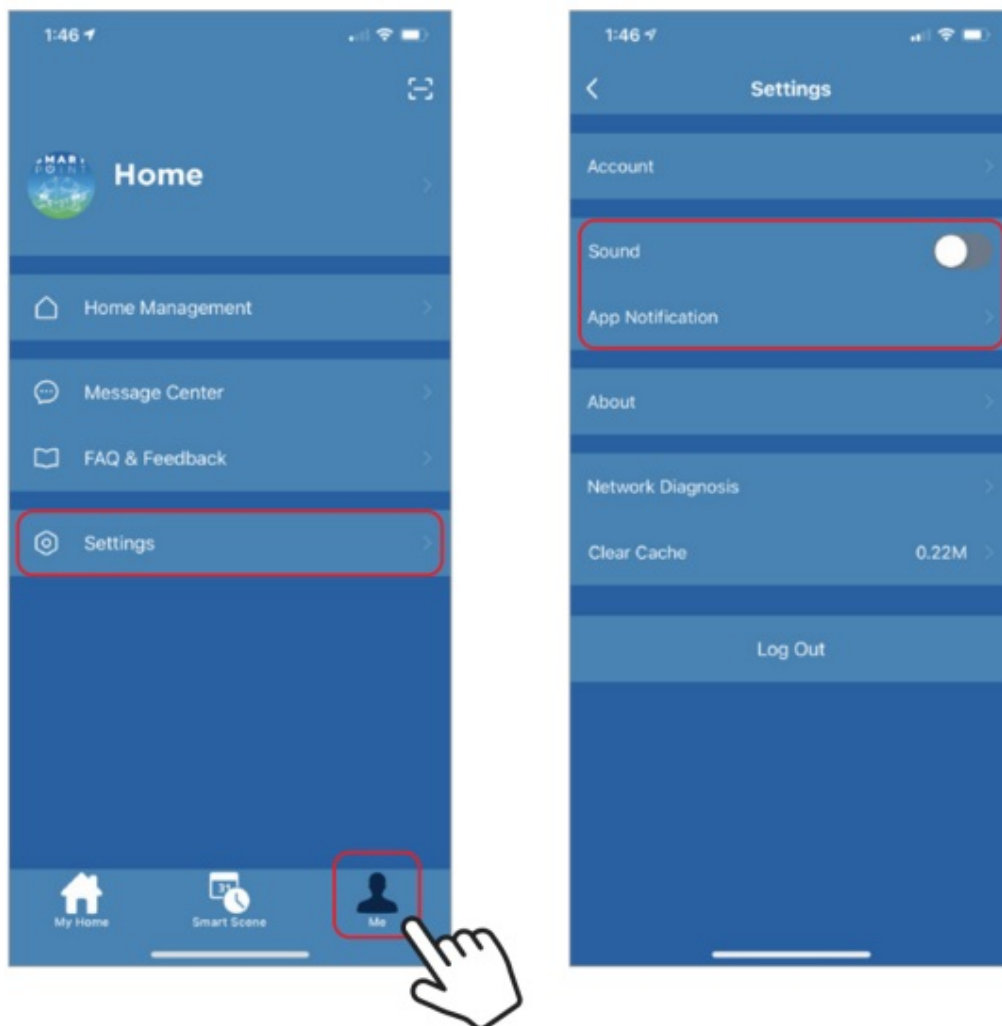 1:46
Home
Home Management
Message Center
FAQ & Feedback
Settings
My Home
31
Smart Scene
Me
1:46
Settings
Account
Sound
App Notification
About
Network Diagnosis
Clear Cache 0.22M
Log Out